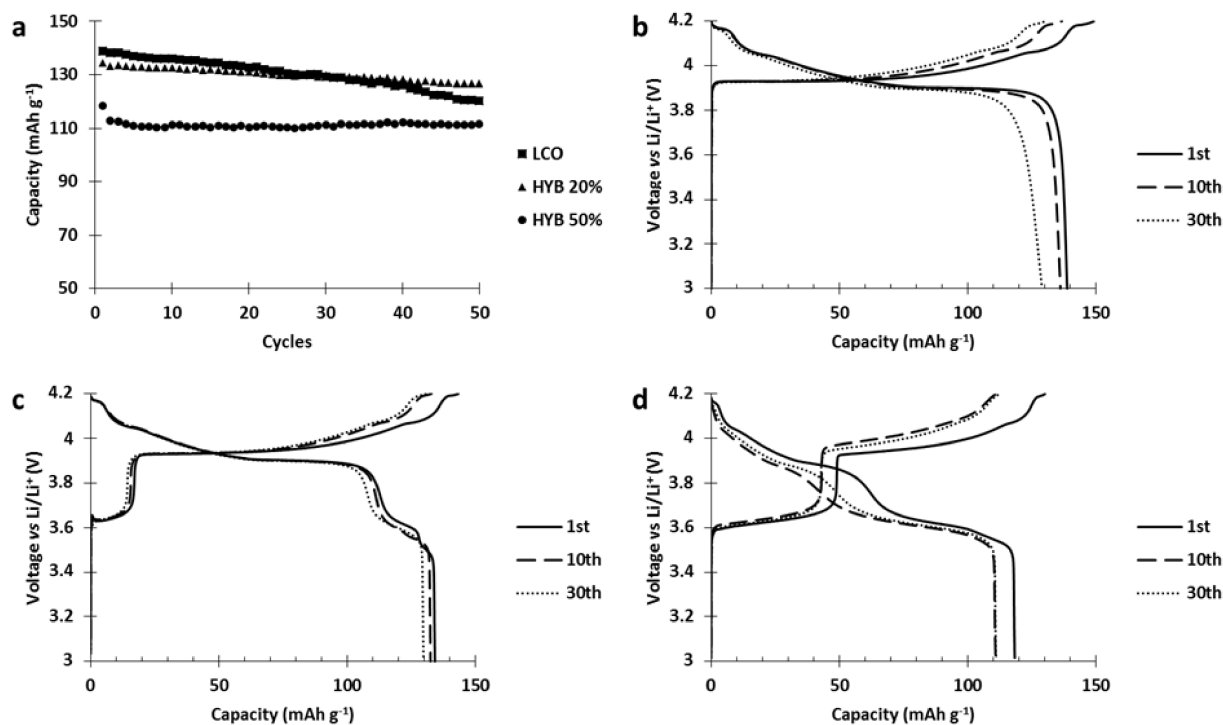 a
150
130
110
90
70
50
Capacity (mAh g⁻¹)
0
10
20
30
40
50
Cycles
LCO
HYB 20%
HYB 50%
b
4.2
4
3.8
3.6
3.4
3.2
3
Voltage vs Li/Li⁺ (V)
0
50
100
150
Capacity (mAh g⁻¹)
1st
10th
30th
c
4.2
4
3.8
3.6
3.4
3.2
3
Voltage vs Li/Li⁺ (V)
0
50
100
150
Capacity (mAh g⁻¹)
1st
10th
30th
d
4.2
4
3.8
3.6
3.4
3.2
3
Voltage vs Li/Li⁺ (V)
0
50
100
150
Capacity (mAh g⁻¹)
1st
10th
30th